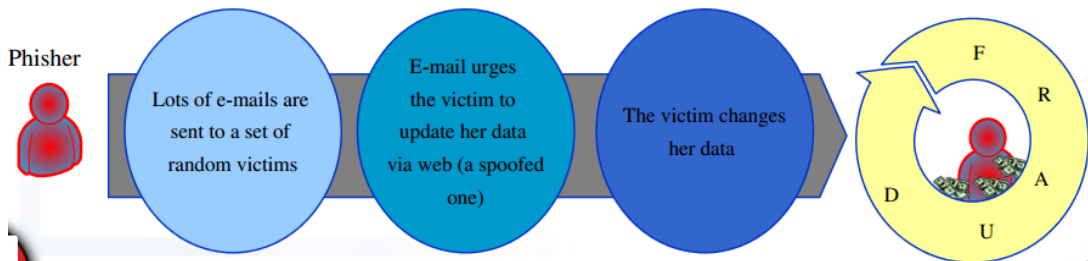 Phisher
Lots of e-mails are
sent to a set of
random victims
E-mail urges
the victim to
update her data
via web (a spoofed
one)
The victim changes
her data
F
R
A
U
D